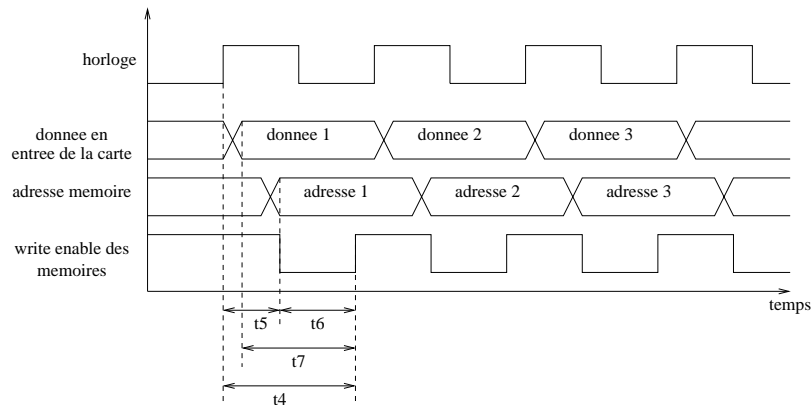 horloge
donnee en
entree de la carte
donnee 1
donnee 2
donnee 3
adresse memoire
adresse 1
adresse 2
adresse 3
write enable des
memoires
temps
t5
t6
t7
t4